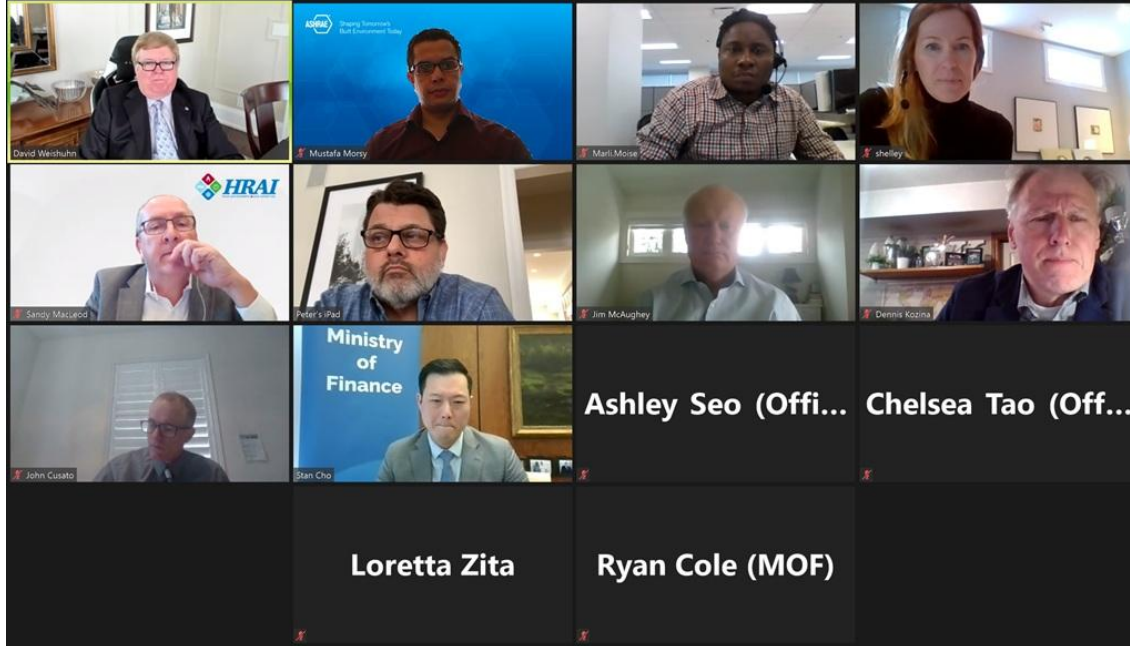 ASHRAE
Shaping Tomorrow's
Built Environment Today
David Weishuhn
Mustafa Morsy
Marli.Moise
shelley
HRAI
Sandy MacLeod
Peter's iPad
Jim McAughey
Dennis Kozina
Ministry
of
Finance
John Cusato
Stan Cho
Ashley Seo (Offi...
Chelsea Tao (Off...
Loretta Zita
Ryan Cole (MOF)